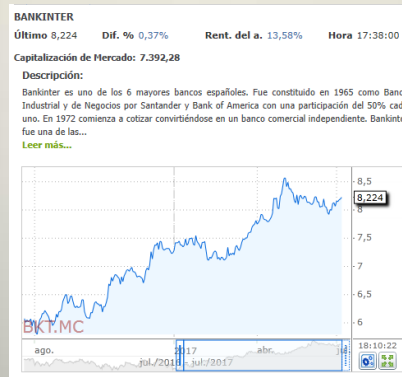 BANKINTER
Último 8,224 Dif. % 0,37% Rent. del a. 13,58% Hora 17:38:00
Capitalización de Mercado: 7.392,28
Descripción:
Bankinter es uno de los 6 mayores bancos españoles. Fue constituido en 1965 como Banc
Industrial y de Negocios por Santander y Bank of America con una participación del 50% cad
uno. En 1972 comienza a cotizar convirtiéndose en un banco comercial independiente. Bankint
fue una de las...
Leer más...
8,5
8,224
8
7,5
7
6,5
6
BKT.MC
ago. 2017 abr. jul. 18:10:22
jul./2016 - jul./2017